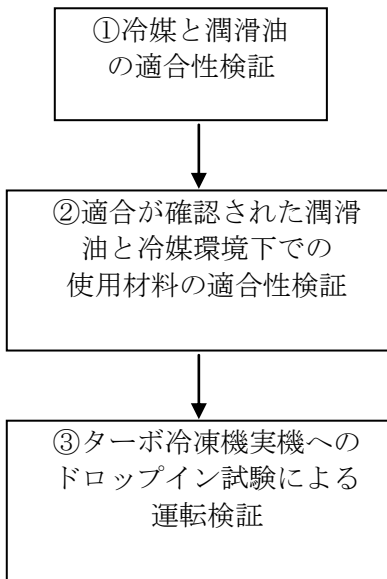 ①冷媒と潤滑油
の適合性検証
②適合が確認された潤滑
油と冷媒環境下での
使用材料の適合性検証
③ターボ冷凍機実機への
ドロップイン試験による
運転検証